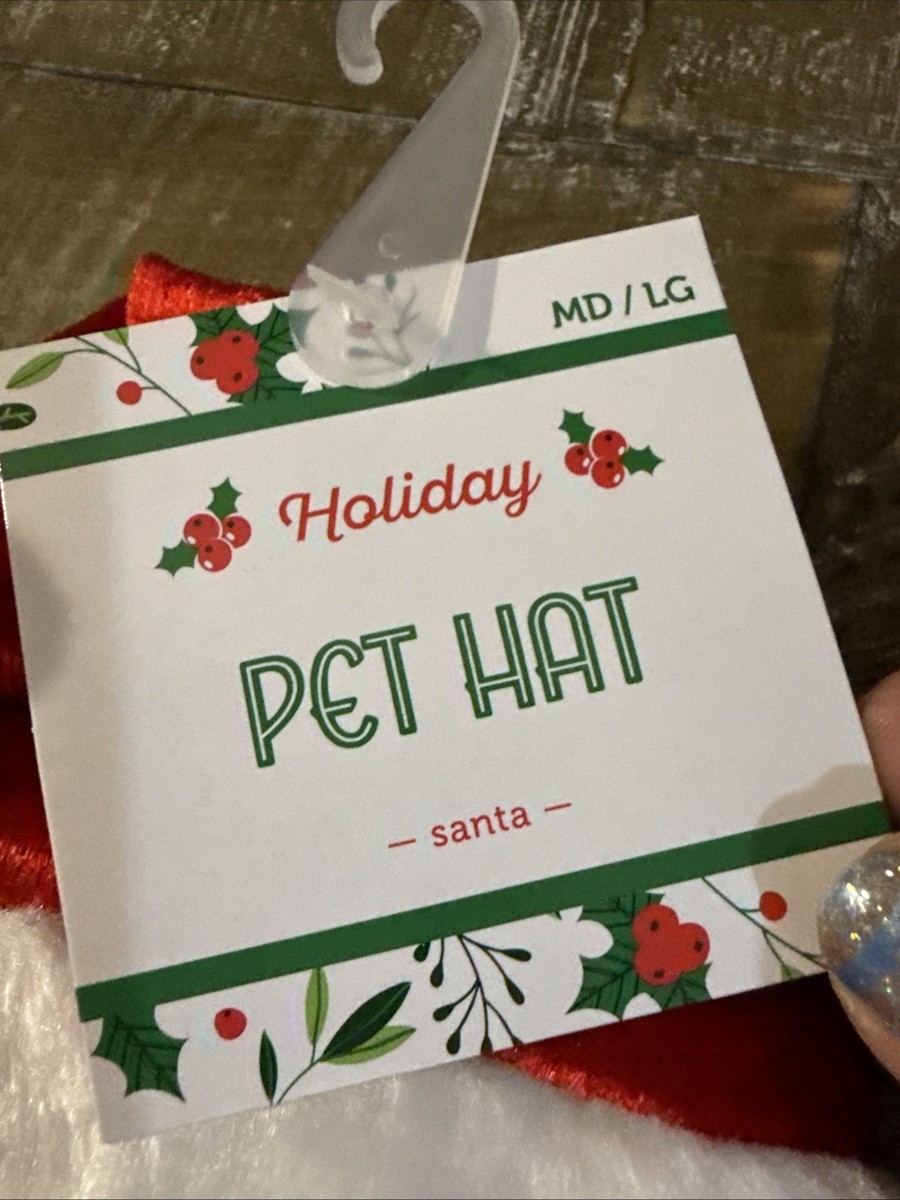 MD / LG
Holiday
PET HAT
– santa –